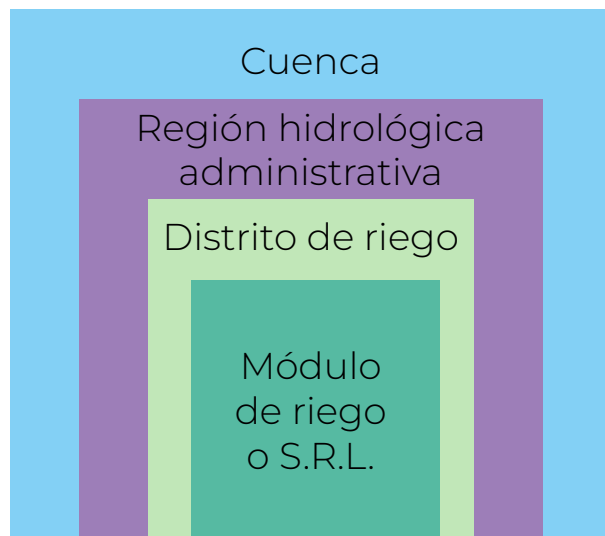 Cuenca
Región hidrológica
administrativa
Distrito de riego
Módulo
de riego
o S.R.L.